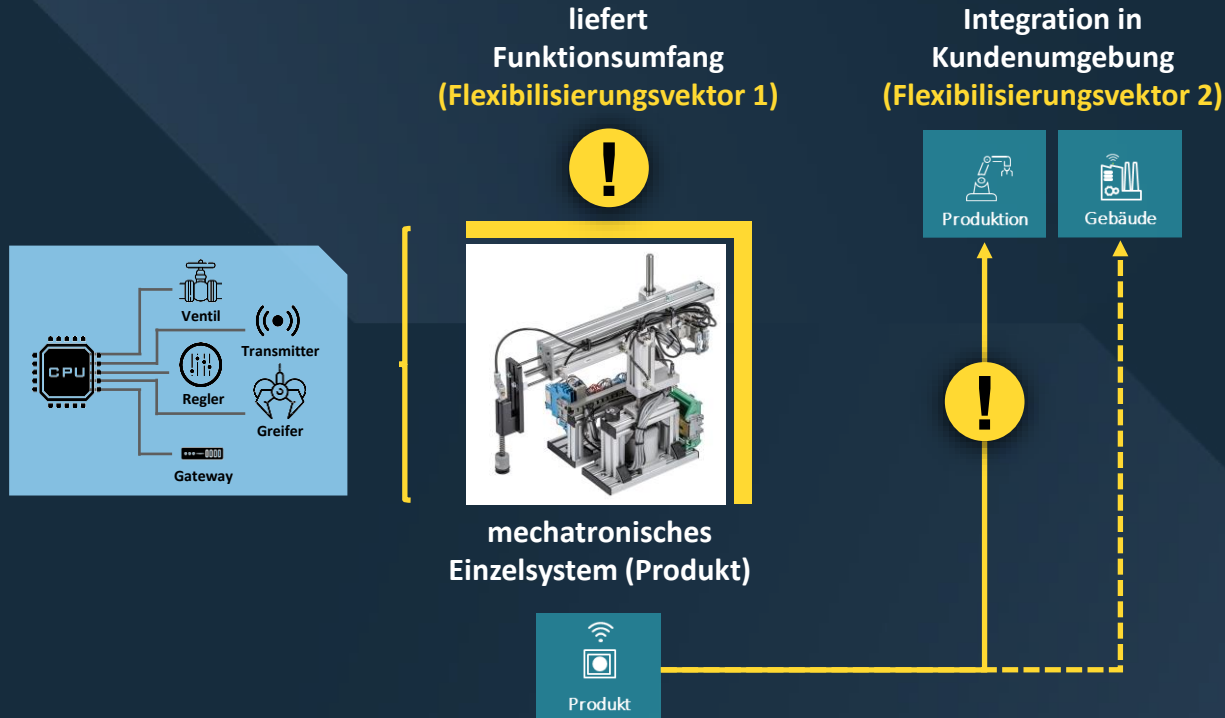 liefert
Funktionsumfang
(Flexibilisierungsvektor 1)
!
Integration in
Kundenumgebung
(Flexibilisierungsvektor 2)
Produktion
Gebäude
!
CPU
Ventil
Transmitter
Regler
Greifer
Gateway
mechatronisches
Einzelsystem (Produkt)
Produkt